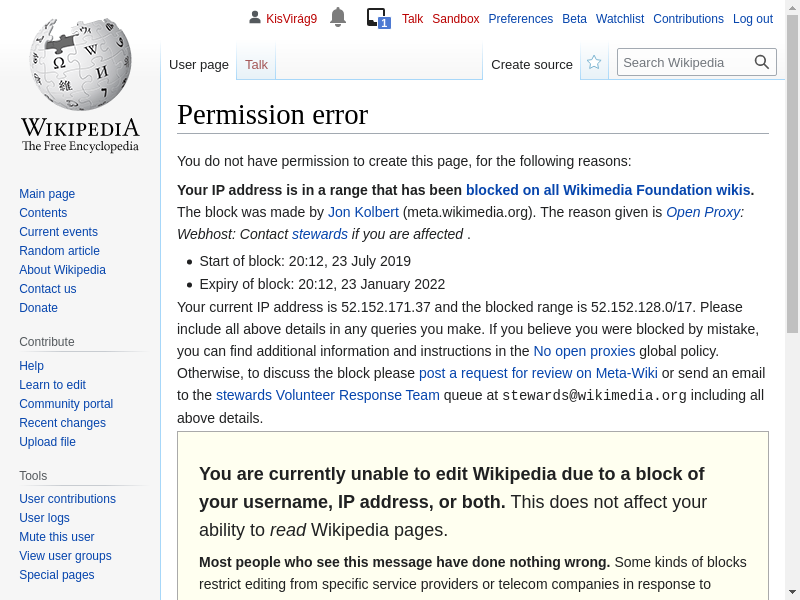 KisVirág9 1 Talk Sandbox Preferences Beta Watchlist Contributions Log out
User page Talk Create source Search Wikipedia
Ω W И 維
WIKIPEDIA
The Free Encyclopedia
Main page
Contents
Current events
Random article
About Wikipedia
Contact us
Donate
Contribute
Help
Learn to edit
Community portal
Recent changes
Upload file
Tools
User contributions
User logs
Mute this user
View user groups
Special pages
Permission error
You do not have permission to create this page, for the following reasons:
Your IP address is in a range that has been blocked on all Wikimedia Foundation wikis.
The block was made by Jon Kolbert (meta.wikimedia.org). The reason given is Open Proxy:
Webhost: Contact stewards if you are affected .
• Start of block: 20:12, 23 July 2019
• Expiry of block: 20:12, 23 January 2022
Your current IP address is 52.152.171.37 and the blocked range is 52.152.128.0/17. Please
include all above details in any queries you make. If you believe you were blocked by mistake,
you can find additional information and instructions in the No open proxies global policy.
Otherwise, to discuss the block please post a request for review on Meta-Wiki or send an email
to the stewards Volunteer Response Team queue at stewards@wikimedia.org including all
above details.
You are currently unable to edit Wikipedia due to a block of
your username, IP address, or both. This does not affect your
ability to read Wikipedia pages.
Most people who see this message have done nothing wrong. Some kinds of blocks
restrict editing from specific service providers or telecom companies in response to